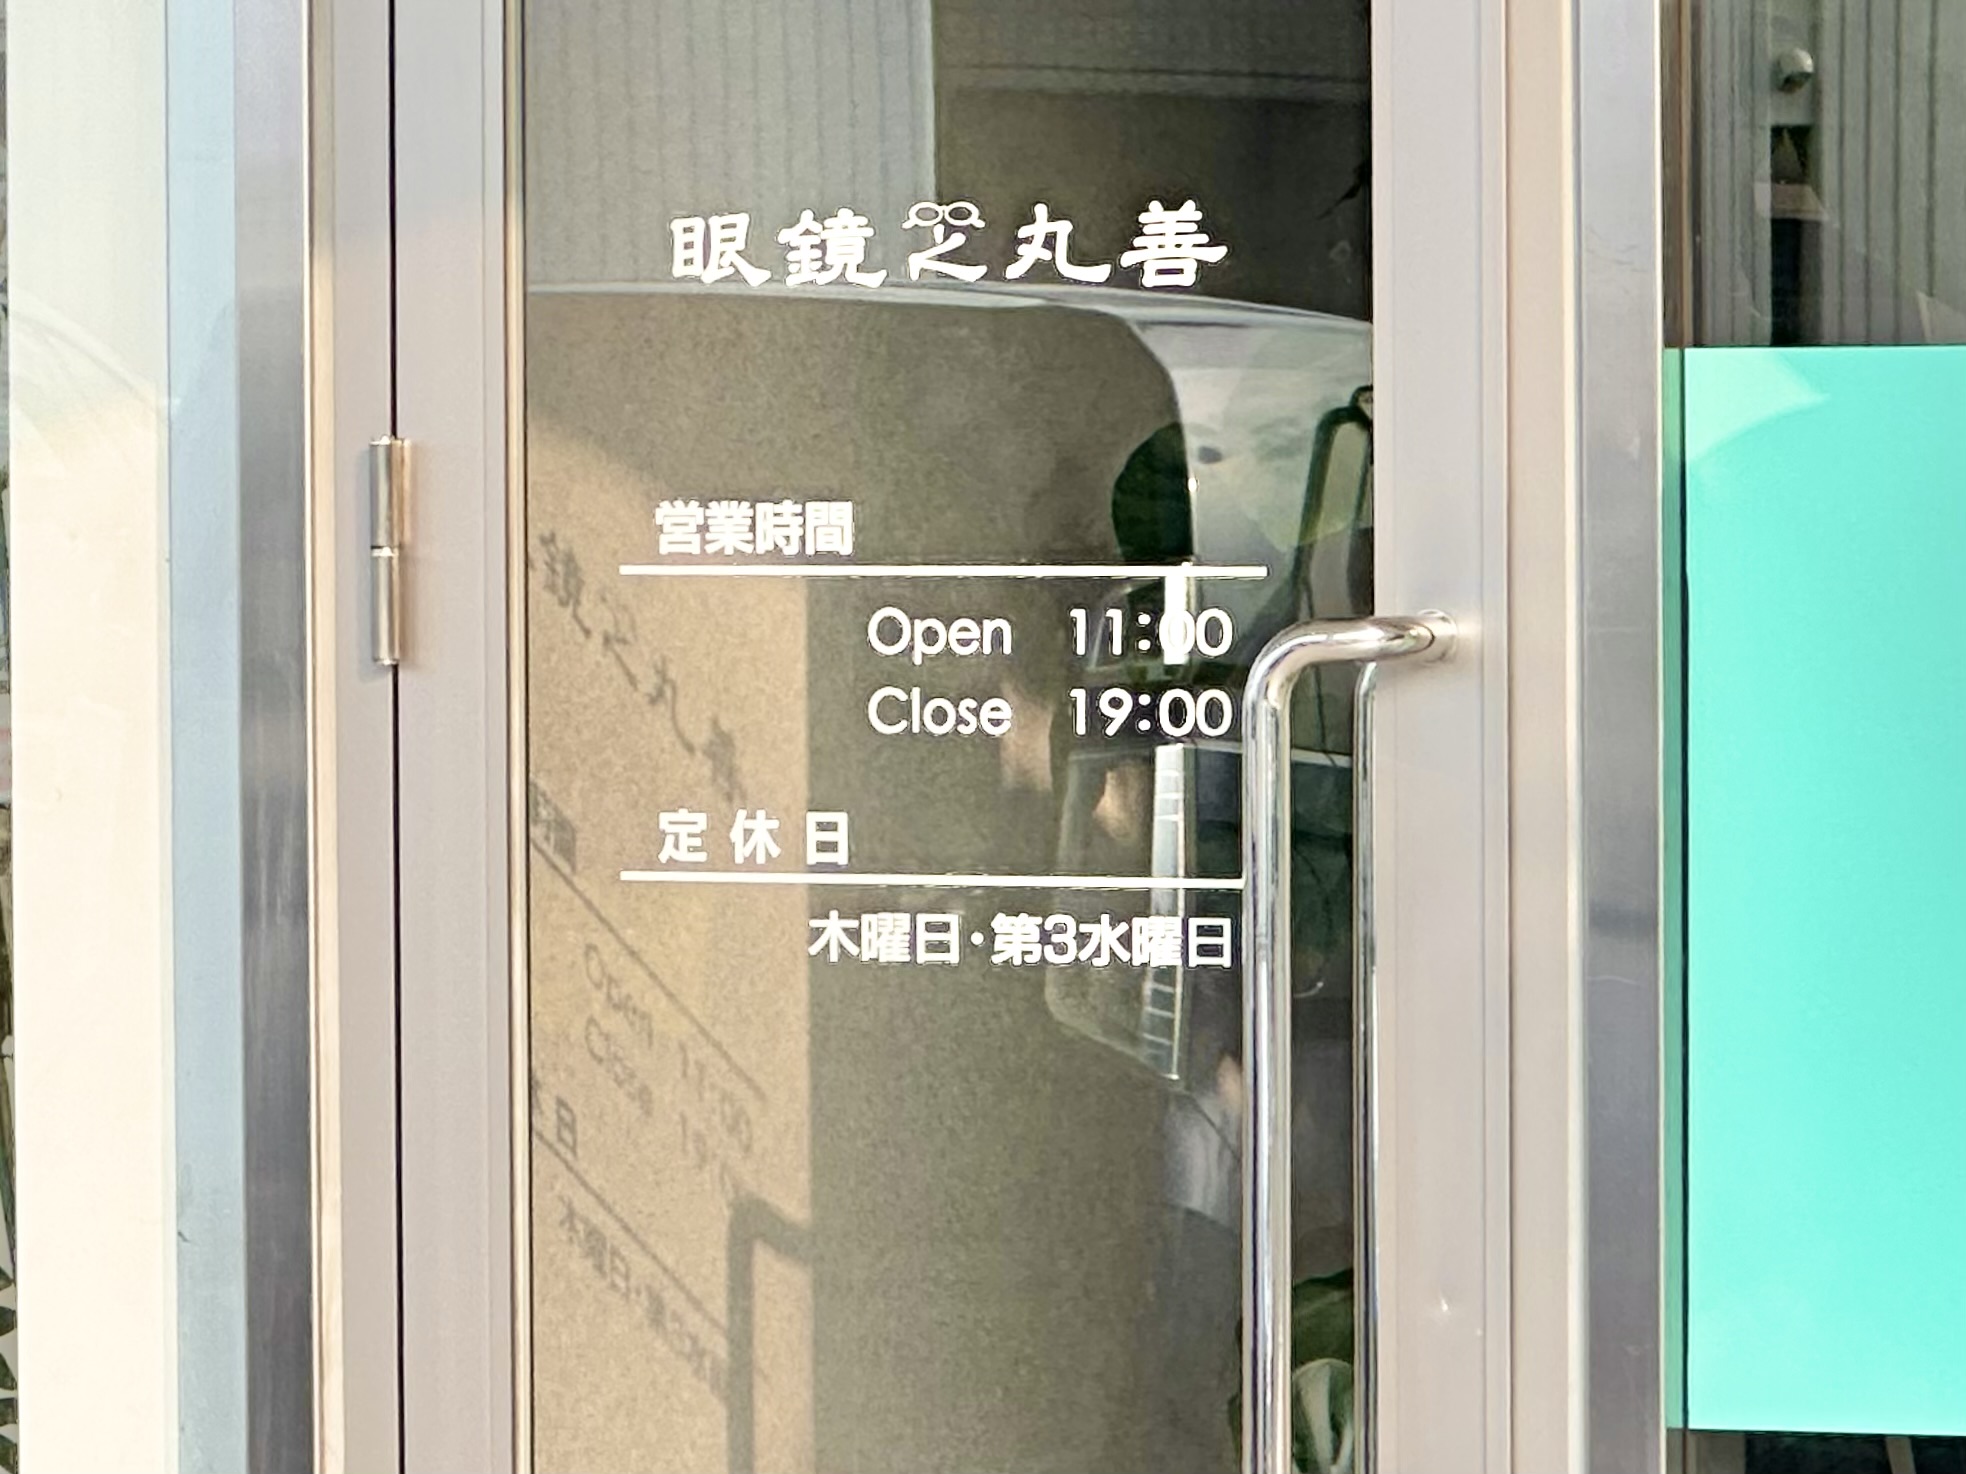 眼鏡之丸善
営業時間
Open 11:00
Close 19:00
定休日
木曜日・第3水曜日